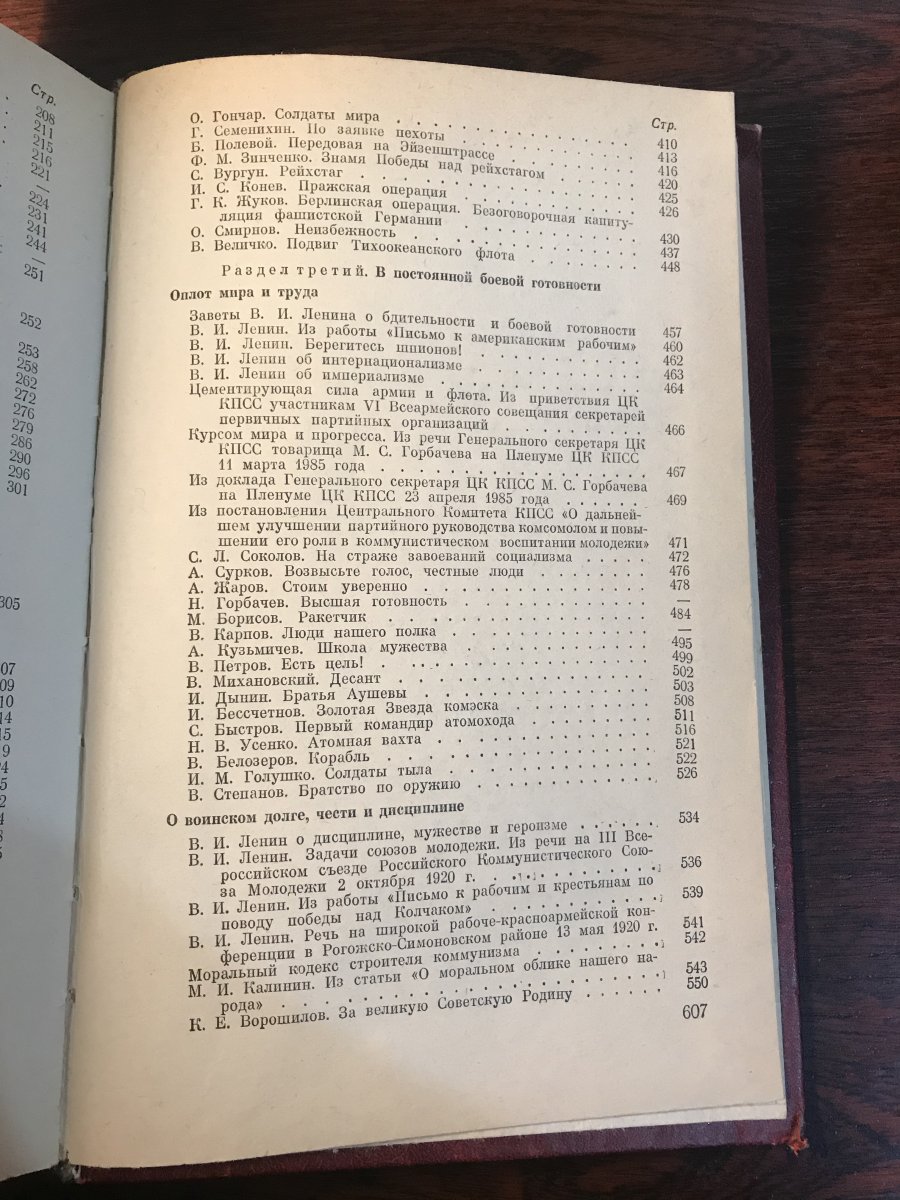 Стр.
208
211
215
216
221
—
224
231
241
244
—
251
252
253
258
262
272
276
279
286
290
296
301
305
07
09
10
14
15
19
24
5
2
4
8
5
Стр.
О. Гончар. Солдаты мира . . . . . . . . . . 410
Г. Семенихин. По заявке пехоты . . . . . . . . 413
Б. Полевой. Передовая на Эйзенштрассе . . . . . . 416
Ф. М. Зинченко. Знамя Победы над рейхстагом . . . . 420
С. Вургун. Рейхстаг . . . . . . . . . . . 425
И. С. Конев. Пражская операция . . . . . . . . 426
Г. К. Жуков. Берлинская операция. Безоговорочная капиту-
ляция фашистской Германии . . . . . . . . 430
О. Смирнов. Неизбежность . . . . . . . . . 437
В. Величко. Подвиг Тихоокеанского флота . . . . . 448
Раздел третий. В постоянной боевой готовности
Оплот мира и труда
Заветы В. И. Ленина о бдительности и боевой готовности 457
В. И. Ленин. Из работы «Письмо к американским рабочим» 460
В. И. Ленин. Берегитесь шпионов! . . . . . . . 462
В. И. Ленин об интернационализме . . . . . . . 463
В. И. Ленин об империализме . . . . . . . . 464
Цементирующая сила армии и флота. Из приветствия ЦК
КПСС участникам VI Всеармейского совещания секретарей
первичных партийных организаций . . . . . . 466
Курсом мира и прогресса. Из речи Генерального секретаря ЦК
КПСС товарища М. С. Горбачева на Пленуме ЦК КПСС
11 марта 1985 года . . . . . . . . . . 467
Из доклада Генерального секретаря ЦК КПСС М. С. Горбачева
на Пленуме ЦК КПСС 23 апреля 1985 года . . . . . 469
Из постановления Центрального Комитета КПСС «О дальней-
шем улучшении партийного руководства комсомолом и повы-
шении его роли в коммунистическом воспитании молодежи» 471
С. Л. Соколов. На страже завоеваний социализма . . . . . 472
А. Сурков. Возвысьте голос, честные люди . . . . . . 476
А. Жаров. Стоим уверенно . . . . . . . . . 478
Н. Горбачев. Высшая готовность . . . . . . . . —
М. Борисов. Ракетчик . . . . . . . . . . 484
В. Карпов. Люди нашего полка . . . . . . . . —
А. Кузьмичев. Школа мужества . . . . . . . . 495
В. Петров. Есть цель! . . . . . . . . . . 499
В. Михановский. Десант . . . . . . . . . . 502
И. Дынин. Братья Аушевы . . . . . . . . . 503
И. Бессчетнов. Золотая Звезда комэска . . . . . . 508
С. Быстров. Первый командир атомохода . . . . . . 511
Н. В. Усенко. Атомная вахта . . . . . . . . 516
В. Белозеров. Корабль . . . . . . . . . . 521
И. М. Голушко. Солдаты тыла . . . . . . . . 522
В. Степанов. Братство по оружию . . . . . . . 526
О воинском долге, чести и дисциплине
В. И. Ленин о дисциплине, мужестве и героизме . . . . . . 534
В. И. Ленин. Задачи союзов молодежи. Из речи на III Все-
российском съезде Российского Коммунистического Сою-
за Молодежи 2 октября 1920 г. . . . . . . . 536
В. И. Ленин. Из работы «Письмо к рабочим и крестьянам по
поводу победы над Колчаком» . . . . . . . . 539
В. И. Ленин. Речь на широкой рабоче-красноармейской кон-
ференции в Рогожско-Симоновском районе 13 мая 1920 г. 541
Моральный кодекс строителя коммунизма . . . . . . 542
М. И. Калинин. Из статьи «О моральном облике нашего на-
рода» . . . . . . . . . . . . . 543
К. Е. Ворошилов. За великую Советскую Родину . . . . . . 550
607